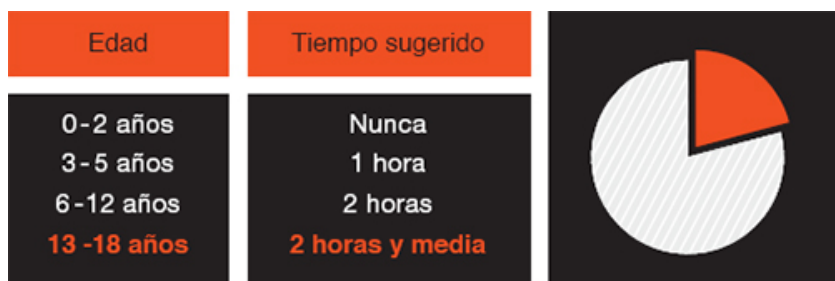 Edad
Tiempo sugerido
0-2 años
Nunca
3-5 años
1 hora
6-12 años
2 horas
13 -18 años
2 horas y media